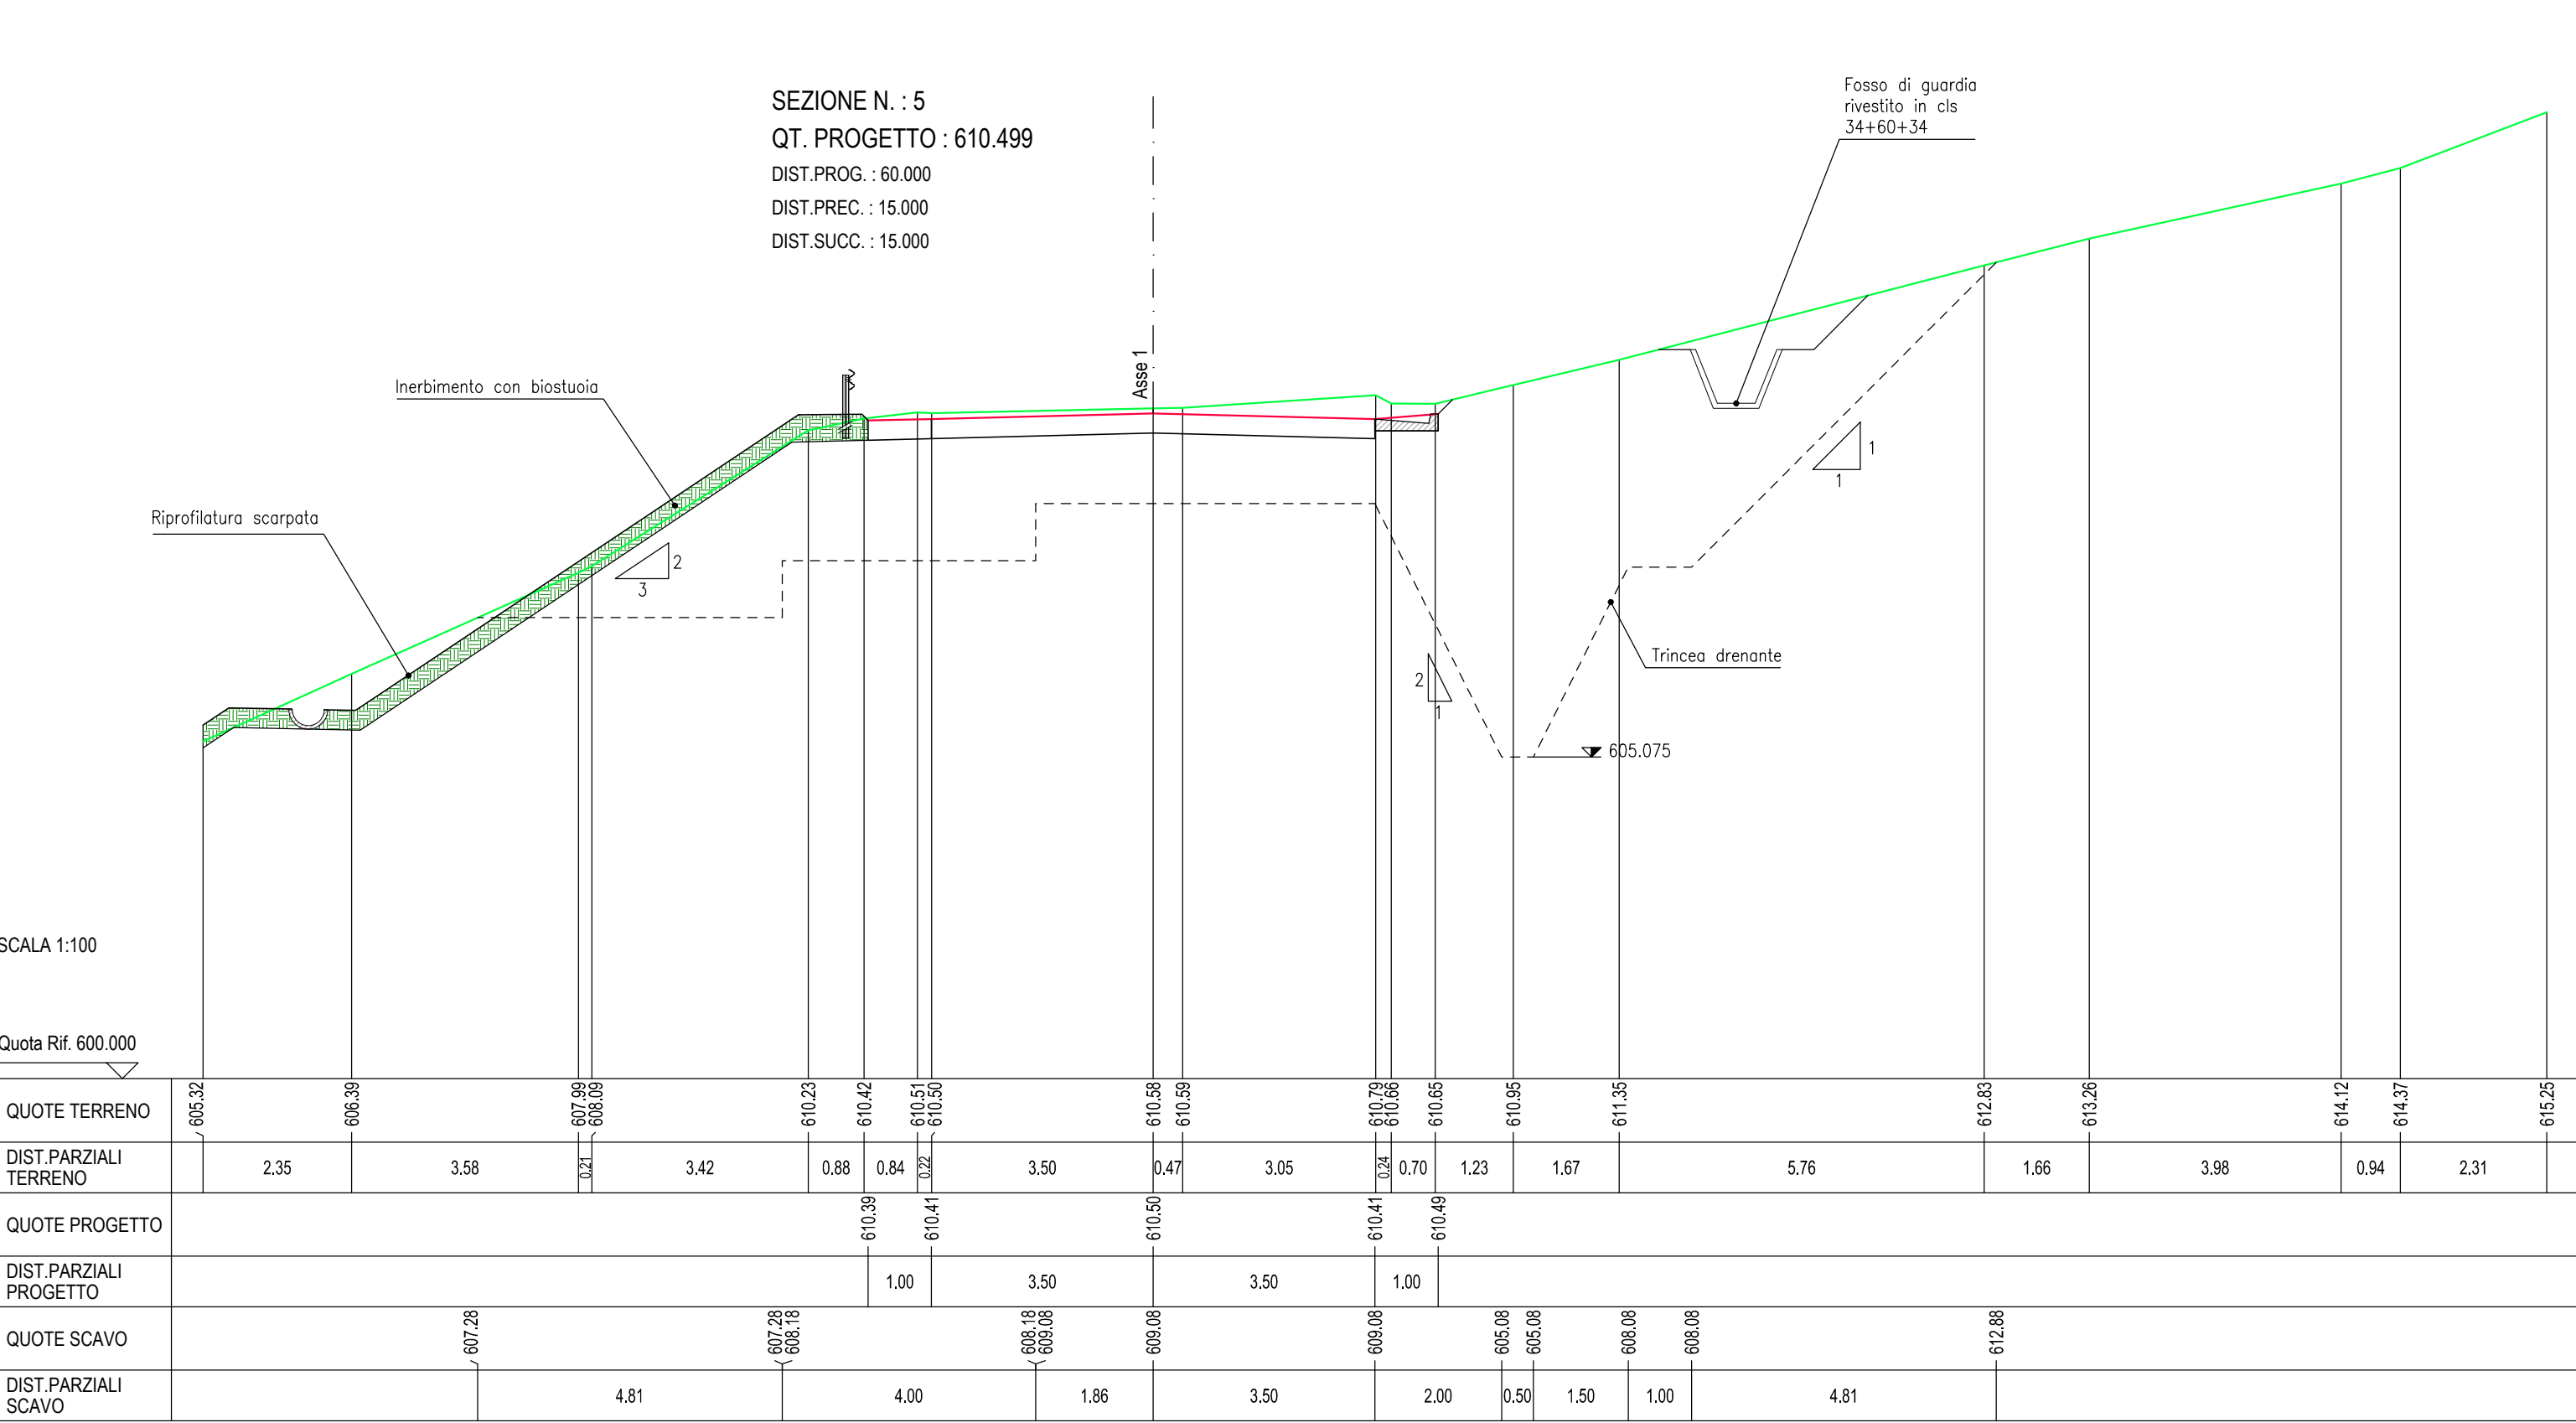 SEZIONE N. : 5
QT. PROGETTO : 610.499
DIST.PROG. : 60.000
DIST.PREC. : 15.000
DIST.SUCC. : 15.000
Fosso di guardia
rivestito in cls
34+60+34
Asse 1
Inerbimento con biostuoia
Riprofilatura scarpata
2
3
1
1
2
1
Trincea drenante
605.075
SCALA 1:100
Quota Rif. 600.000
QUOTE TERRENO 605.32 606.39 607.99 608.09 610.23 610.42 610.51 610.50 610.58 610.59 610.79 610.66 610.65 610.95 611.35 612.83 613.26 614.12 614.37 615.25
DIST.PARZIALI
TERRENO
2.35 3.58 0.21 3.42 0.88 0.84 0.22 3.50 0.47 3.05 0.24 0.70 1.23 1.67 5.76 1.66 3.98 0.94 2.31
QUOTE PROGETTO 610.39 610.41 610.50 610.41 610.49
DIST.PARZIALI
PROGETTO
1.00 3.50 3.50 1.00
QUOTE SCAVO 607.28 607.28 608.18 608.18 609.08 609.08 609.08 605.08 605.08 608.08 608.08 612.88
DIST.PARZIALI
SCAVO
4.81 4.00 1.86 3.50 2.00 0.50 1.50 1.00 4.81